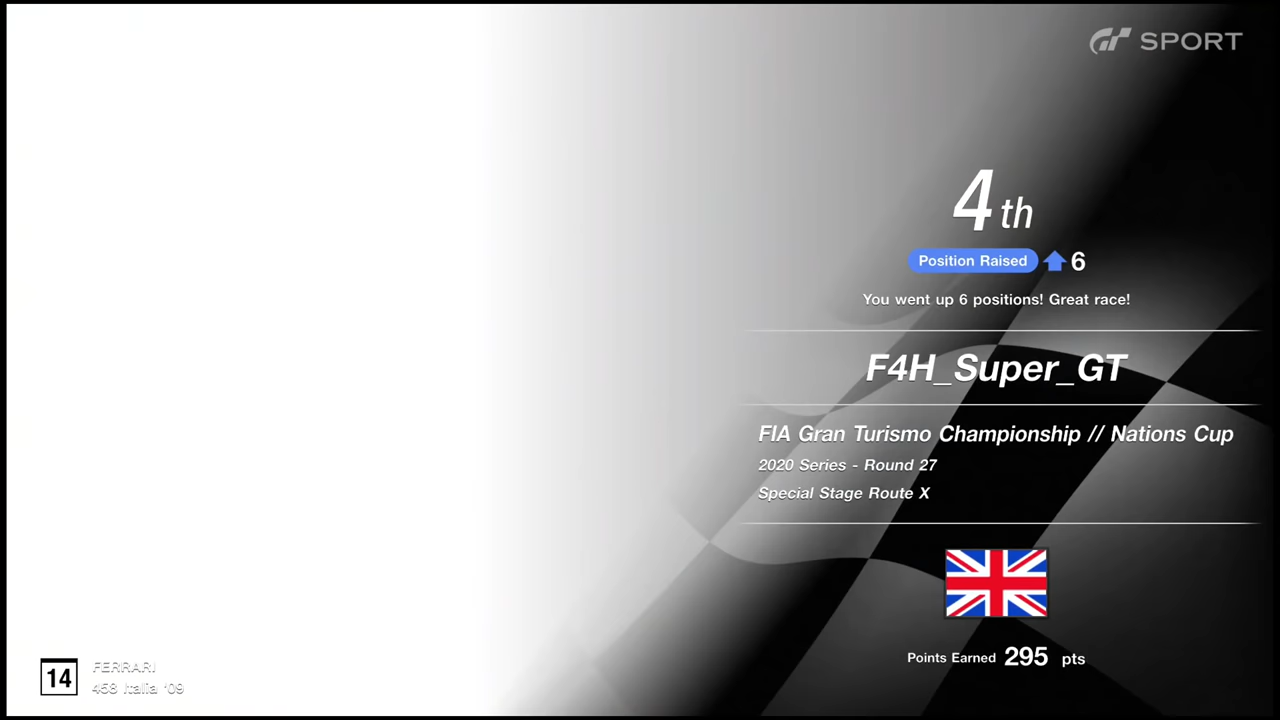 GT SPORT
4th
Position Raised 6
You went up 6 positions! Great race!
F4H_Super_GT
FIA Gran Turismo Championship // Nations Cup
2020 Series - Round 27
Special Stage Route X
Points Earned 295 pts
14
FERRARI
458 Italia '09